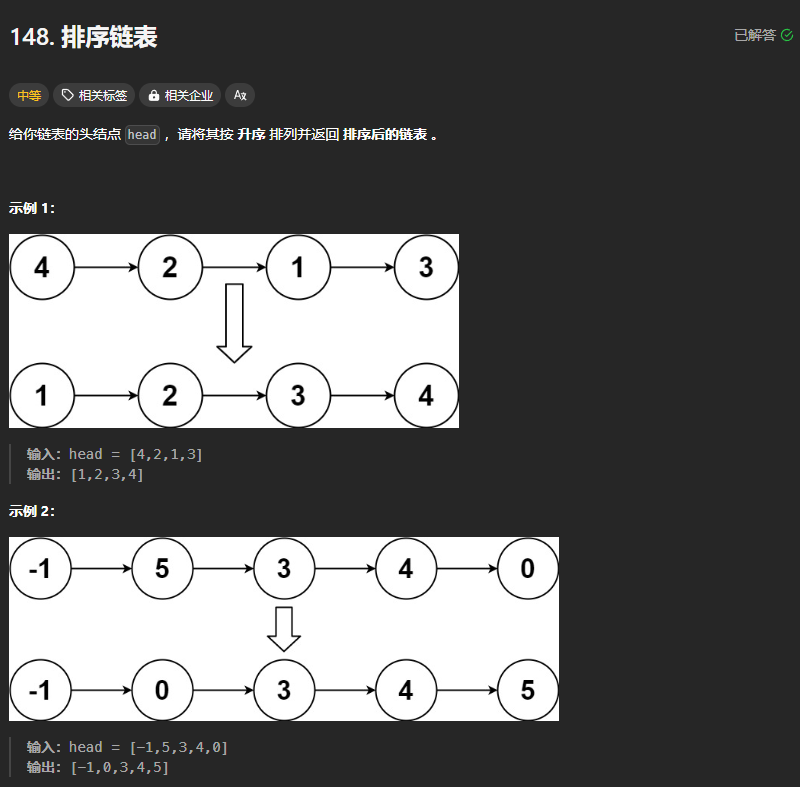 148. 排序链表
已解答
中等 相关标签 相关企业 AX
给你链表的头结点 head ，请将其按 升序 排列并返回 排序后的链表 。
示例 1：
4 2 1 3
1 2 3 4
输入：head = [4,2,1,3]
输出：[1,2,3,4]
示例 2：
-1 5 3 4 0
-1 0 3 4 5
输入：head = [-1,5,3,4,0]
输出：[-1,0,3,4,5]